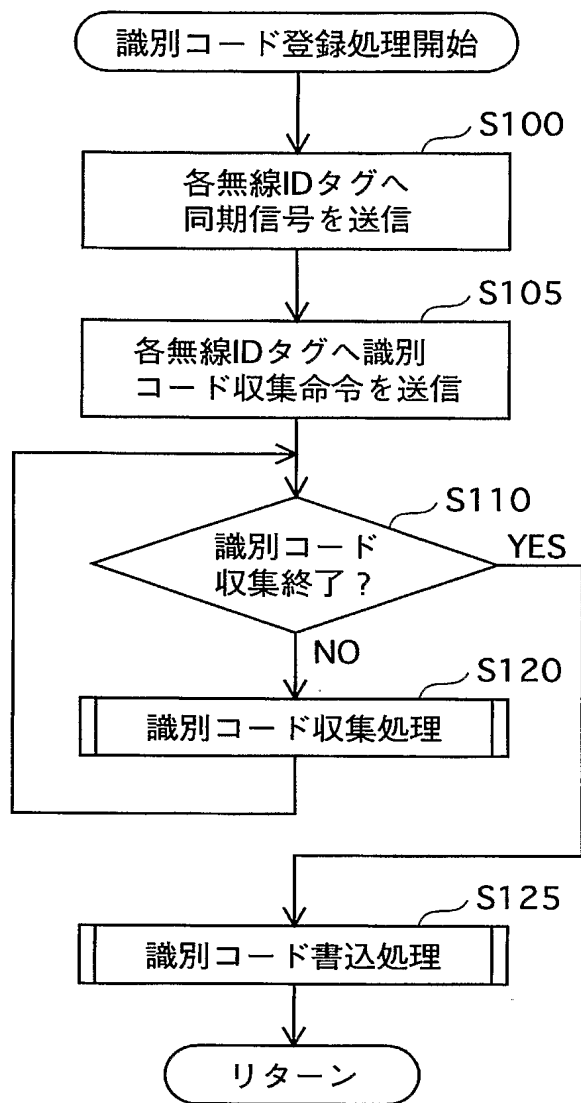 識別コード登録処理開始
S100
各無線IDタグへ
同期信号を送信
S105
各無線IDタグへ識別
コード収集命令を送信
S110
識別コード
収集終了？
YES
NO
S120
識別コード収集処理
S125
識別コード書込処理
リターン